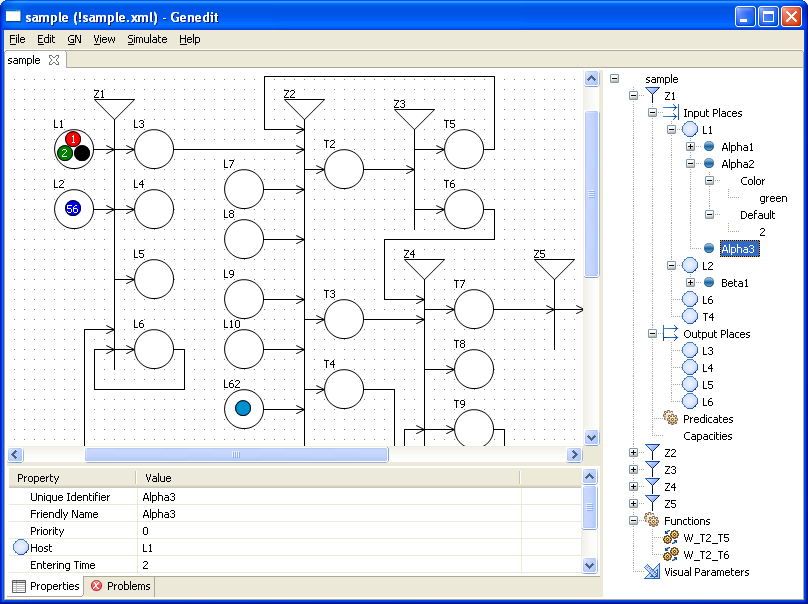 sample (!sample.xml) - Genedit
File Edit GN View Simulate Help
sample
Z1
Z2
Z3
L1
L3
T5
1
2
T2
L7
L2
L4
T6
56
L8
L5
Z4
Z5
L9
T7
T3
L6
L10
T8
T4
L62
T9
sample
Z1
Input Places
L1
Alpha1
Alpha2
Color
green
Default
2
Alpha3
L2
Beta1
L6
T4
Output Places
L3
L4
L5
L6
Predicates
Capacities
Z2
Z3
Z4
Z5
Functions
W_T2_T5
W_T2_T6
Visual Parameters
Property Value
Unique Identifier Alpha3
Friendly Name Alpha3
Priority 0
Host L1
Entering Time 2
Properties Problems